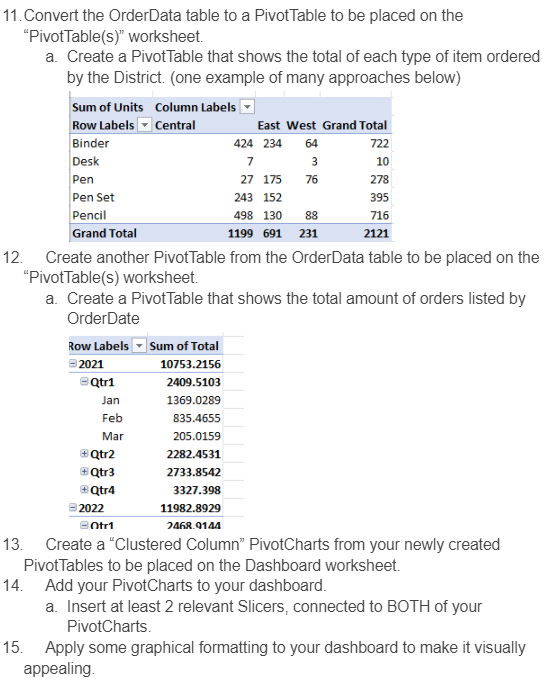 11. Convert the OrderData table to a PivotTable to be placed on the
“PivotTable(s)” worksheet.
a. Create a PivotTable that shows the total of each type of item ordered
by the District. (one example of many approaches below)
Sum of Units Column Labels
Row Labels Central East West Grand Total
Binder 424 234 64 722
Desk 7 3 10
Pen 27 175 76 278
Pen Set 243 152 395
Pencil 498 130 88 716
Grand Total 1199 691 231 2121
12. Create another PivotTable from the OrderData table to be placed on the
“PivotTable(s) worksheet.
a. Create a PivotTable that shows the total amount of orders listed by
OrderDate
Row Labels Sum of Total
2021 10753.2156
Qtr1 2409.5103
Jan 1369.0289
Feb 835.4655
Mar 205.0159
Qtr2 2282.4531
Qtr3 2733.8542
Qtr4 3327.398
2022 11982.8929
Qtr1 2468.9144
13. Create a “Clustered Column” PivotCharts from your newly created
PivotTables to be placed on the Dashboard worksheet.
14. Add your PivotCharts to your dashboard.
a. Insert at least 2 relevant Slicers, connected to BOTH of your
PivotCharts.
15. Apply some graphical formatting to your dashboard to make it visually
appealing.